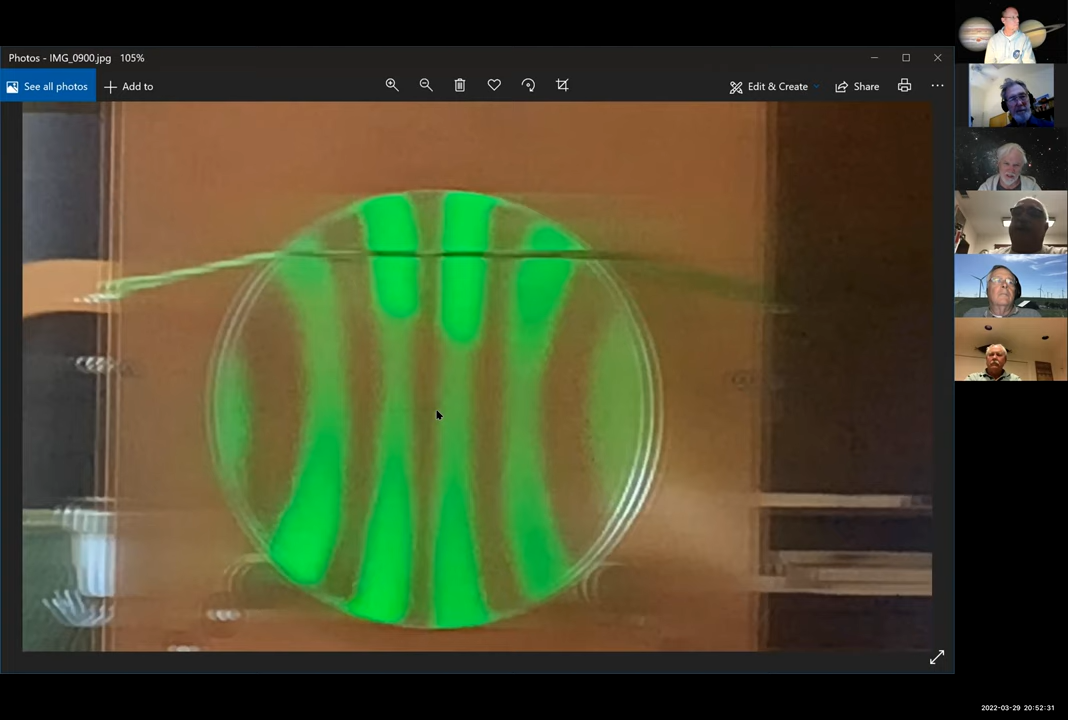 Photos - IMG_0900.jpg 105%
See all photos
Add to
Edit & Create
Share
2022-03-29 20:52:31